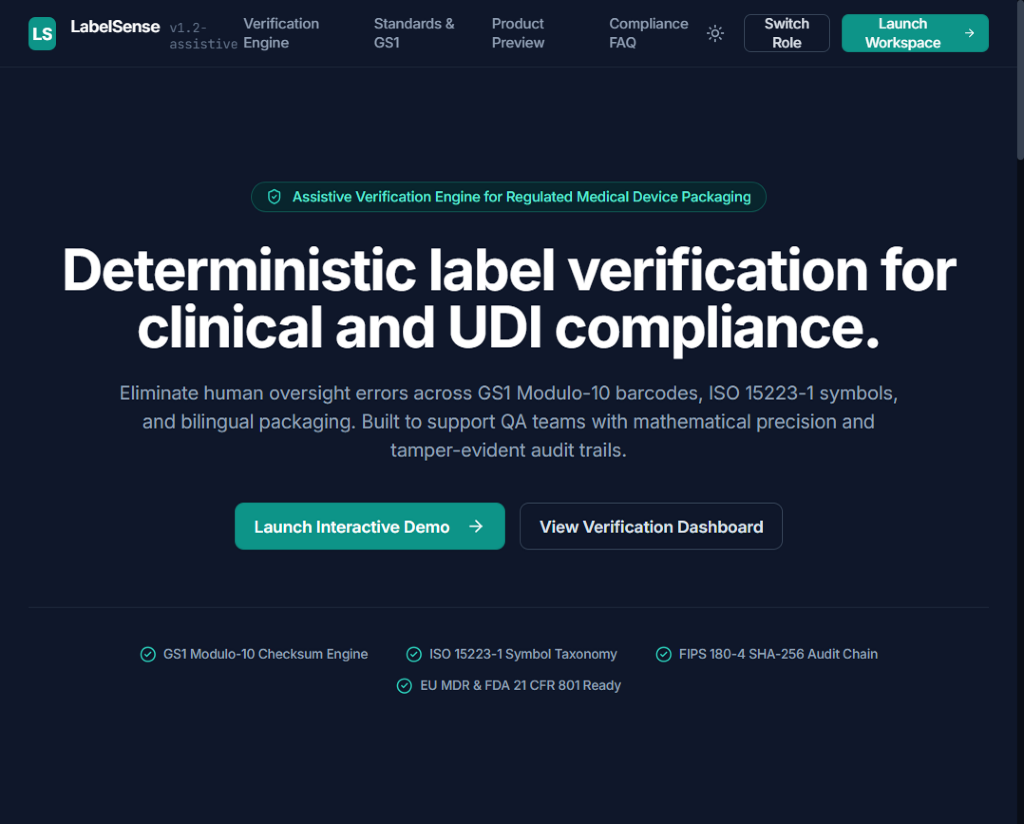 LS
LabelSense
v1.2-
assistive
Verification
Engine
Standards &
GS1
Product
Preview
Compliance
FAQ
Switch
Role
Launch
Workspace
Assistive Verification Engine for Regulated Medical Device Packaging
Deterministic label verification for
clinical and UDI compliance.
Eliminate human oversight errors across GS1 Modulo-10 barcodes, ISO 15223-1 symbols,
and bilingual packaging. Built to support QA teams with mathematical precision and
tamper-evident audit trails.
Launch Interactive Demo
View Verification Dashboard
GS1 Modulo-10 Checksum Engine
ISO 15223-1 Symbol Taxonomy
FIPS 180-4 SHA-256 Audit Chain
EU MDR & FDA 21 CFR 801 Ready